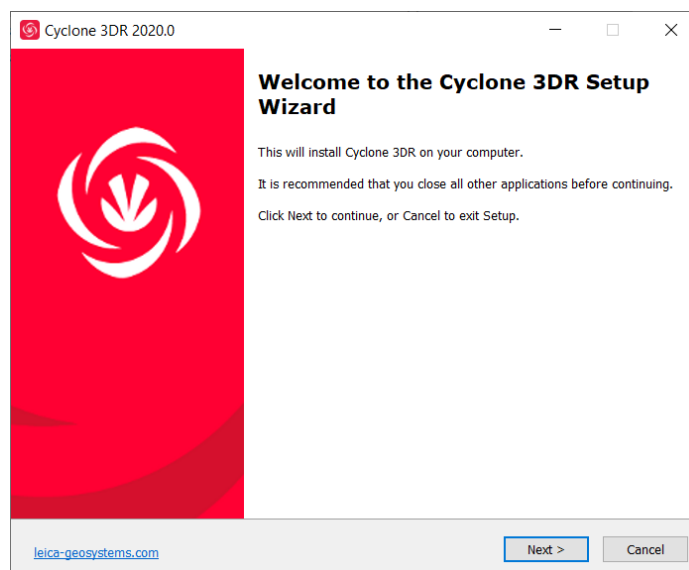 Cyclone 3DR 2020.0
Welcome to the Cyclone 3DR Setup
Wizard
This will install Cyclone 3DR on your computer.
It is recommended that you close all other applications before continuing.
Click Next to continue, or Cancel to exit Setup.
leica-geosystems.com
Next >
Cancel